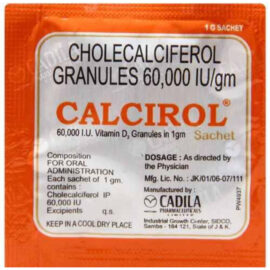 1 G SACHET
CHOLECALCIFEROL
GRANULES 60,000 IU/gm
CALCIROL®
60,000 I.U. Vitamin D₃ Granules in 1gm
Sachet
Composition
FOR ORAL
ADMINISTRATION
Each sachet of 1 gm.
contains :
Cholecalciferol IP
60,000 IU
Excipients q.s.
KEEP IN A COOL DRY PLACE
DOSAGE : As directed by
the Physician
Mfg. Lic. No. : JK/01/06-07/111
Manufactured by :
CADILA
PHARMACEUTICALS
LIMITED
Industrial Growth Center, SIDCO,
Samba - 184 121, State of J & K.